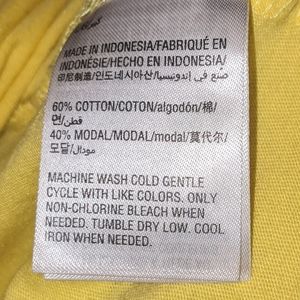 MADE IN INDONESIA/FABRIQUÉ EN
INDONÉSIE/HECHO EN INDONESIA/
印尼制造/인도네시아산/صنع في إندونيسيا
60% COTTON/COTON/algodón/棉/
면/قطن
40% MODAL/MODAL/modal/莫代尔/
모달/مودال
MACHINE WASH COLD GENTLE
CYCLE WITH LIKE COLORS. ONLY
NON-CHLORINE BLEACH WHEN
NEEDED. TUMBLE DRY LOW. COOL
IRON WHEN NEEDED.